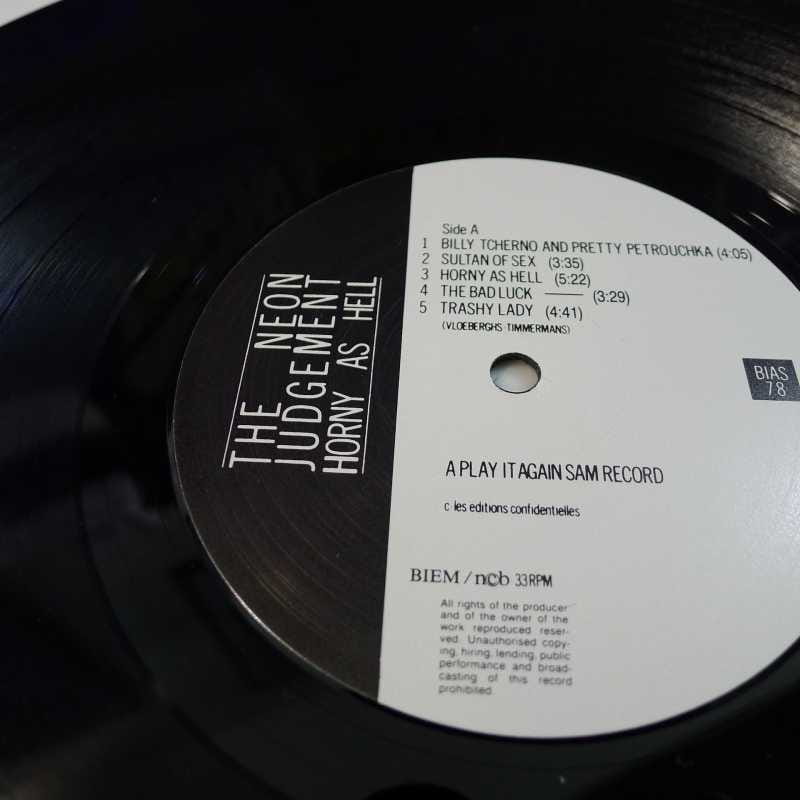 THE NEON
JUDGEMENT
HORNY AS HELL
Side A
1 BILLY TCHERNO AND PRETTY PETROUCHKA (4:05)
2 SULTAN OF SEX (3:35)
3 HORNY AS HELL (5:22)
4 THE BAD LUCK —— (3:29)
5 TRASHY LADY (4:41)
(VLOEBERGHS-TIMMERMANS)
BIAS
78
A PLAY IT AGAIN SAM RECORD
c les editions confidentielles
BIEM / ncb 33RPM
All rights of the producer
and of the owner of the
work reproduced reser-
ved. Unauthorised copy-
ing, hiring, lending, public
performance and broad-
casting of this record
prohibited.